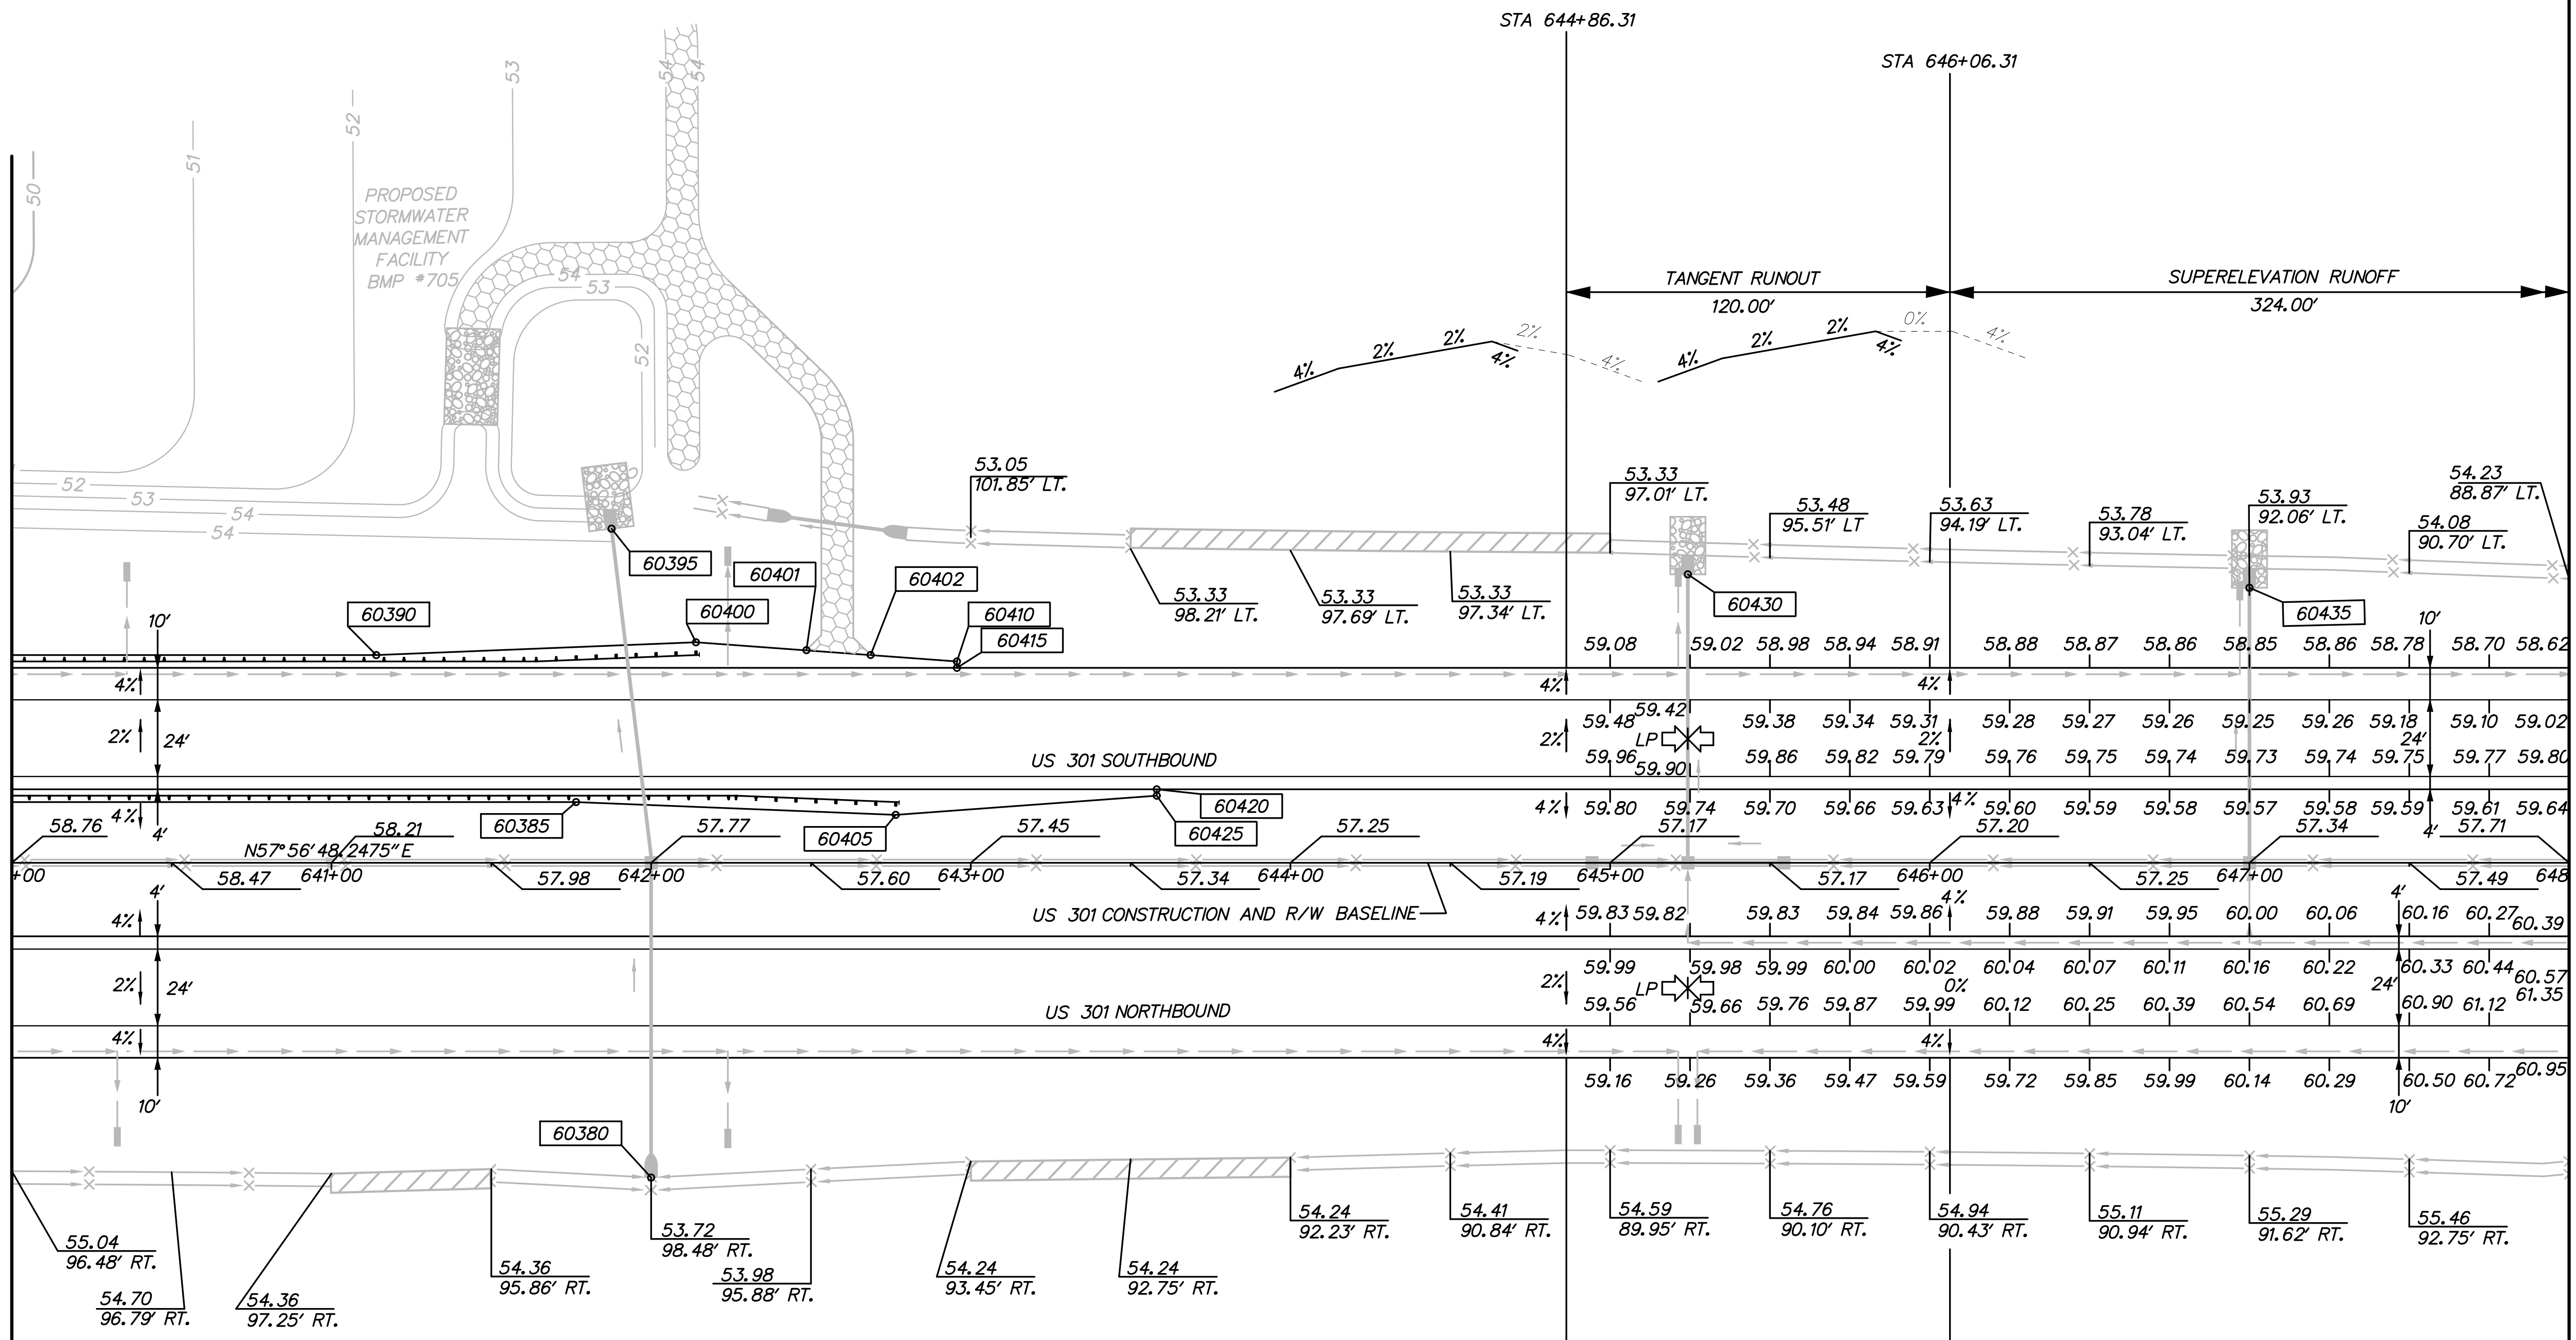 STA 644+86.31
STA 646+06.31
50
51
52
53
54
54
PROPOSED
STORMWATER
MANAGEMENT
FACILITY
BMP #705
54
53
52
TANGENT RUNOUT
120.00'
SUPERELEVATION RUNOFF
324.00'
4% 2% 2% 4% 2% 4%
4% 2% 2% 4% 0% 4%
52
53
54
54
53.05
101.85' LT.
53.33
97.01' LT.
53.48
95.51' LT
53.63
94.19' LT.
53.78
93.04' LT.
53.93
92.06' LT.
54.08
90.70' LT.
54.23
88.87' LT.
53.33
98.21' LT.
53.33
97.69' LT.
53.33
97.34' LT.
60395
60401
60402
60390
60400
60410
60415
60430
60435
10'
10'
59.08 59.02 58.98 58.94 58.91 58.88 58.87 58.86 58.85 58.86 58.78 58.70 58.62
4% 4% 4%
59.48 59.42 59.38 59.34 59.31 59.28 59.27 59.26 59.25 59.26 59.18 59.10 59.02
2% 24' 2% LP 2% 24'
US 301 SOUTHBOUND
59.96 59.90 59.86 59.82 59.79 59.76 59.75 59.74 59.73 59.74 59.75 59.77 59.80
60385
60405
60420
60425
4% 4' 4% 4% 4'
59.80 59.74 59.70 59.66 59.63 59.60 59.59 59.58 59.57 59.58 59.59 59.61 59.64
58.76 58.21 57.77 57.45 57.25 57.17 57.20 57.34 57.71
N57°56'48.2475"E
+00 641+00 642+00 643+00 644+00 645+00 646+00 647+00 648
58.47 57.98 57.60 57.34 57.19 57.17 57.25 57.49
US 301 CONSTRUCTION AND R/W BASELINE
4% 4' 4% 4% 4'
59.83 59.82 59.83 59.84 59.86 59.88 59.91 59.95 60.00 60.06 60.16 60.27 60.39
59.99 59.98 59.99 60.00 60.02 60.04 60.07 60.11 60.16 60.22 60.33 60.44 60.57
2% 24' 2% LP 0% 24'
US 301 NORTHBOUND
59.56 59.66 59.76 59.87 59.99 60.12 60.25 60.39 60.54 60.69 60.90 61.12 61.35
4% 4% 4%
59.16 59.26 59.36 59.47 59.59 59.72 59.85 59.99 60.14 60.29 60.50 60.72 60.95
10'
10'
60380
55.04
96.48' RT.
54.70
96.79' RT.
54.36
97.25' RT.
54.36
95.86' RT.
53.72
98.48' RT.
53.98
95.88' RT.
54.24
93.45' RT.
54.24
92.75' RT.
54.24
92.23' RT.
54.41
90.84' RT.
54.59
89.95' RT.
54.76
90.10' RT.
54.94
90.43' RT.
55.11
90.94' RT.
55.29
91.62' RT.
55.46
92.75' RT.